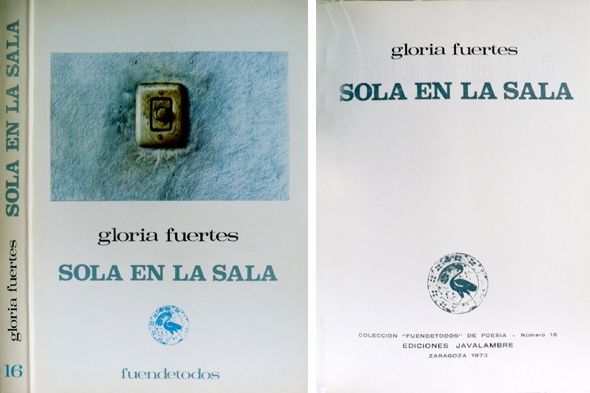 SOLA EN LA SALA
gloria fuertes
16
gloria fuertes
SOLA EN LA SALA
fuendetodos
gloria fuertes
SOLA EN LA SALA
COLECCION "FUENDETODOS" DE POESIA - Número 16
EDICIONES JAVALAMBRE
ZARAGOZA 1973